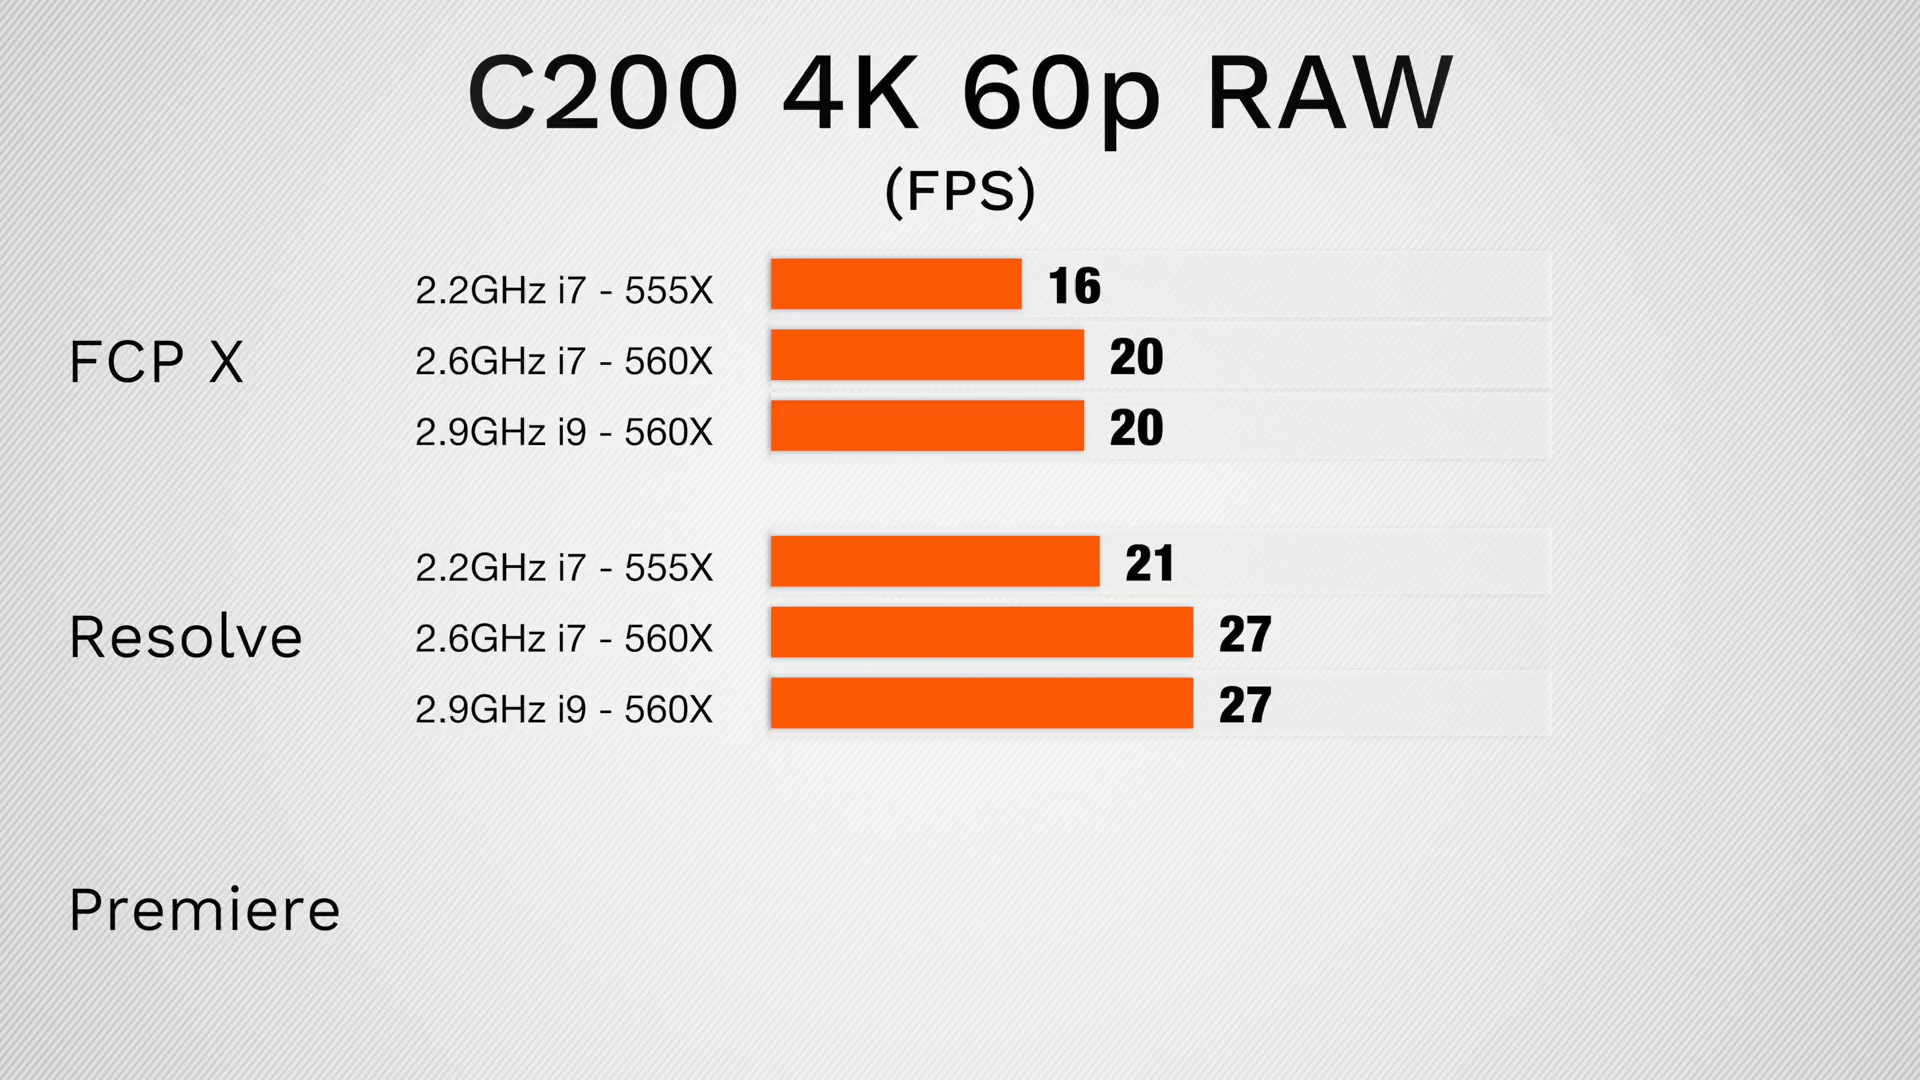 C200 4K 60p RAW
(FPS)
FCP X
2.2GHz i7 - 555X 16
2.6GHz i7 - 560X 20
2.9GHz i9 - 560X 20
Resolve
2.2GHz i7 - 555X 21
2.6GHz i7 - 560X 27
2.9GHz i9 - 560X 27
Premiere